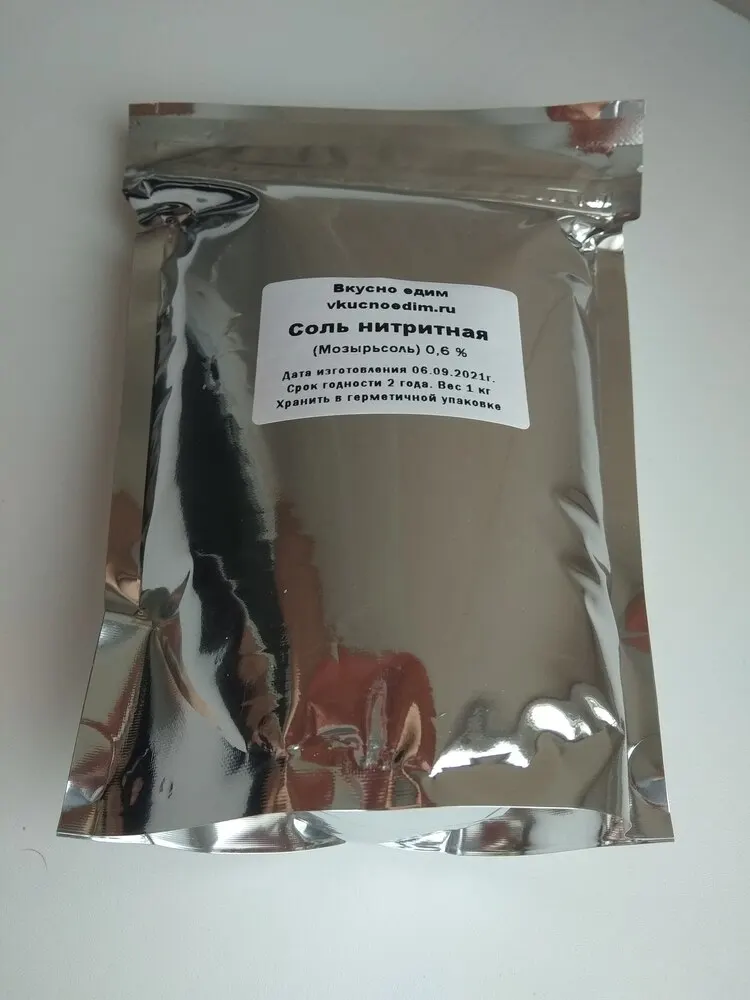 Вкусно едим
vkucnoedim.ru
Соль нитритная
(Мозырьсоль) 0,6 %
Дата изготовления 06.09.2021г.
Срок годности 2 года. Вес 1 кг
Хранить в герметичной упаковке